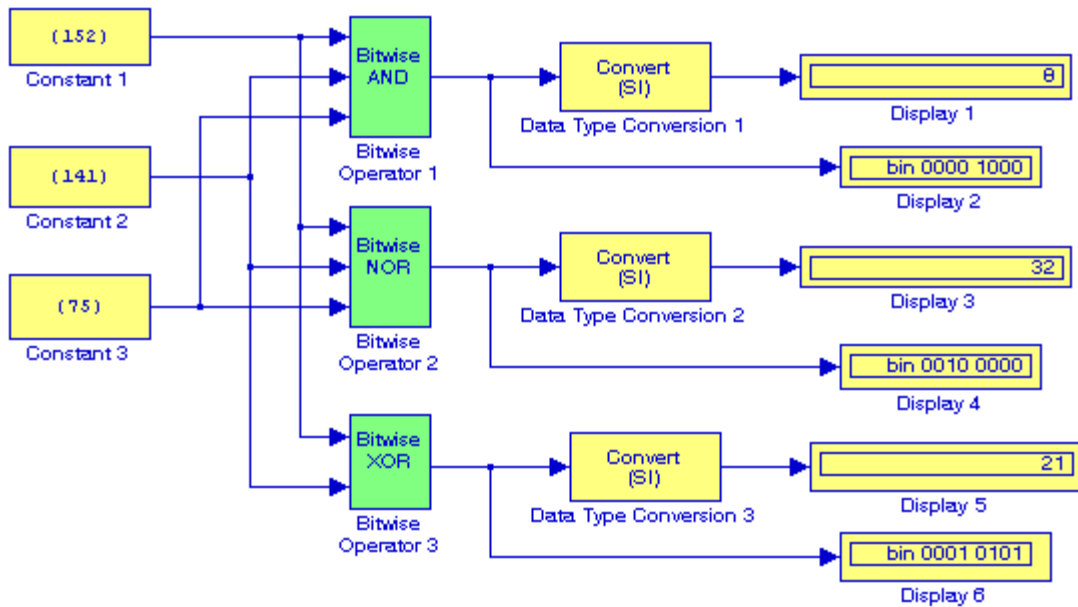 (152)
Constant 1
(141)
Constant 2
(75)
Constant 3
Bitwise
AND
Bitwise
Operator 1
Convert
(SI)
Data Type Conversion 1
8
Display 1
bin 0000 1000
Display 2
Bitwise
NOR
Bitwise
Operator 2
Convert
(SI)
Data Type Conversion 2
32
Display 3
bin 0010 0000
Display 4
Bitwise
XOR
Bitwise
Operator 3
Convert
(SI)
Data Type Conversion 3
21
Display 5
bin 0001 0101
Display 6